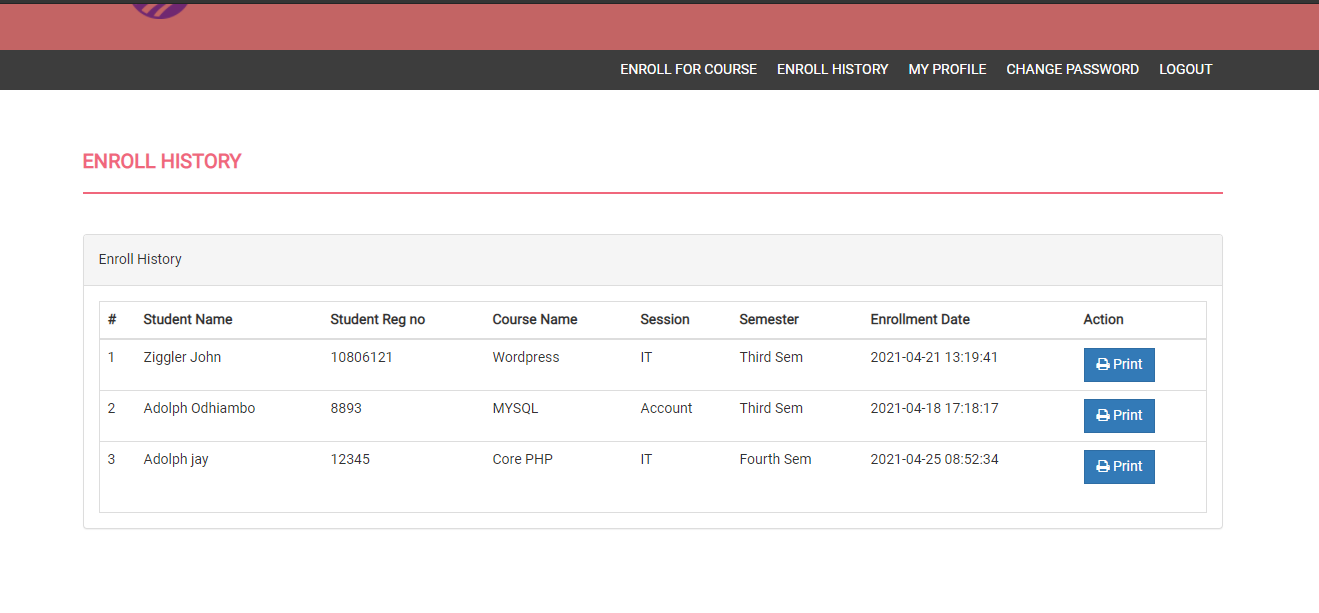 ENROLL FOR COURSE ENROLL HISTORY MY PROFILE CHANGE PASSWORD LOGOUT
ENROLL HISTORY
Enroll History
# Student Name Student Reg no Course Name Session Semester Enrollment Date Action
1 Ziggler John 10806121 Wordpress IT Third Sem 2021-04-21 13:19:41 Print
2 Adolph Odhiambo 8893 MYSQL Account Third Sem 2021-04-18 17:18:17 Print
3 Adolph jay 12345 Core PHP IT Fourth Sem 2021-04-25 08:52:34 Print